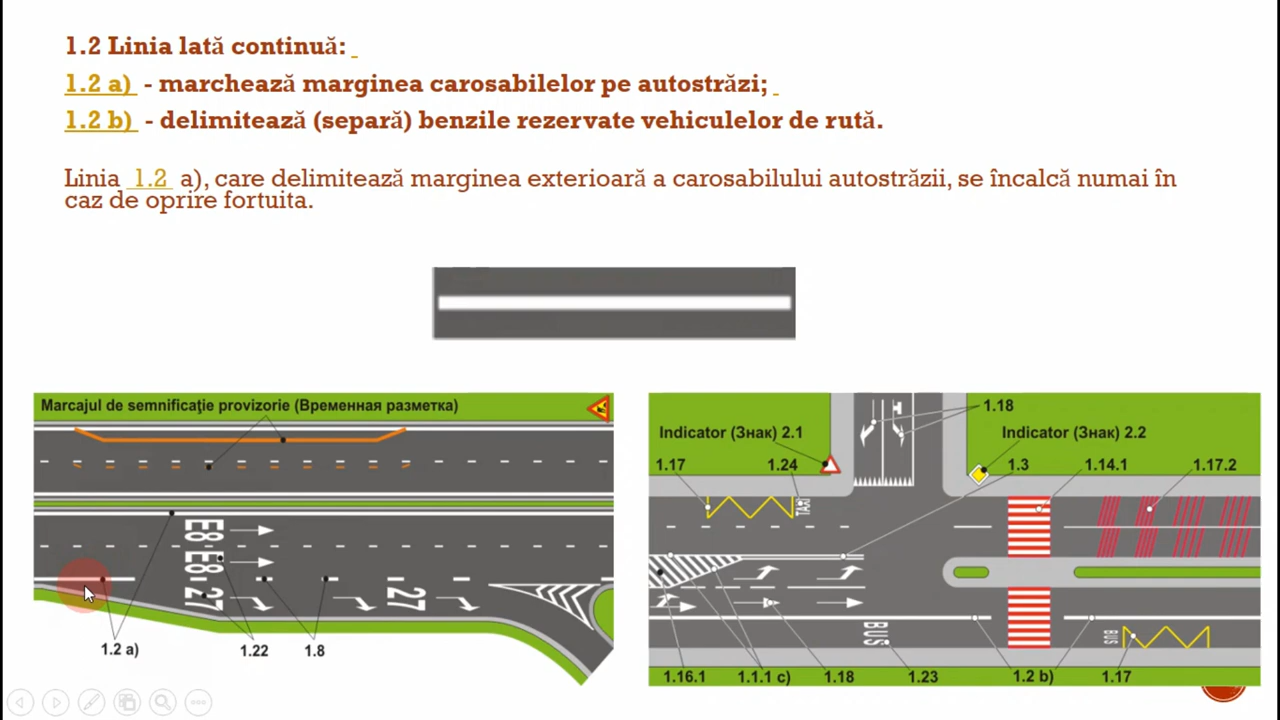 1.2 Linia lată continuă:
1.2 a) - marchează marginea carosabilelor pe autostrăzi;
1.2 b) - delimitează (separă) benzile rezervate vehiculelor de rută.
Linia 1.2 a), care delimitează marginea exterioară a carosabilului autostrăzii, se încalcă numai în
caz de oprire fortuita.
Marcajul de semnificaţie provizorie (Временная разметка)
E8
E8
27
27
1.2 a)
1.22
1.8
1.18
Indicator (Знак) 2.1
Indicator (Знак) 2.2
1.17
1.24
1.3
1.14.1
1.17.2
TAXI
BUS
BUS
1.16.1
1.1.1 c)
1.18
1.23
1.2 b)
1.17